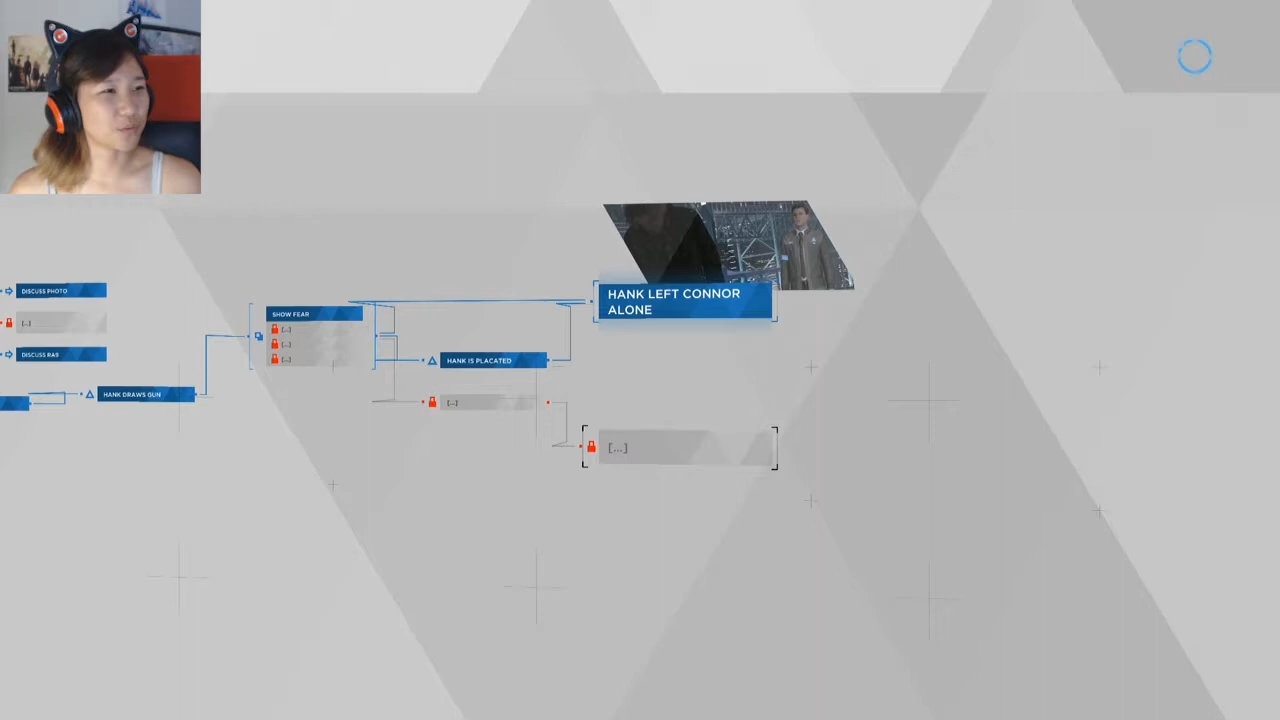 DISCUSS PHOTO
[...]
DISCUSS RA9
HANK DRAWS GUN
SHOW FEAR
[...]
[...]
[...]
HANK IS PLACATED
[...]
HANK LEFT CONNOR
ALONE
[...]